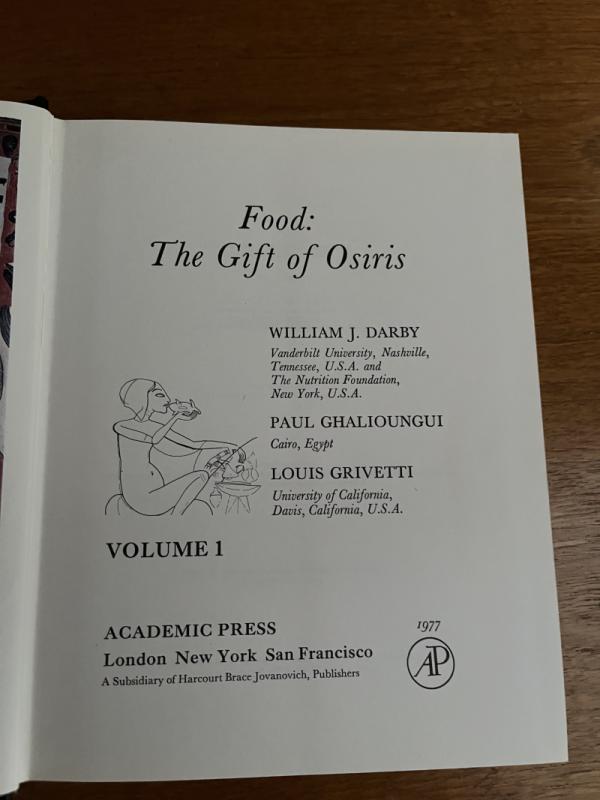 Food:
The Gift of Osiris
WILLIAM J. DARBY
Vanderbilt University, Nashville,
Tennessee, U.S.A. and
The Nutrition Foundation,
New York, U.S.A.
PAUL GHALIOUNGUI
Cairo, Egypt
LOUIS GRIVETTI
University of California,
Davis, California, U.S.A.
VOLUME 1
ACADEMIC PRESS
London New York San Francisco
A Subsidiary of Harcourt Brace Jovanovich, Publishers
1977
AP